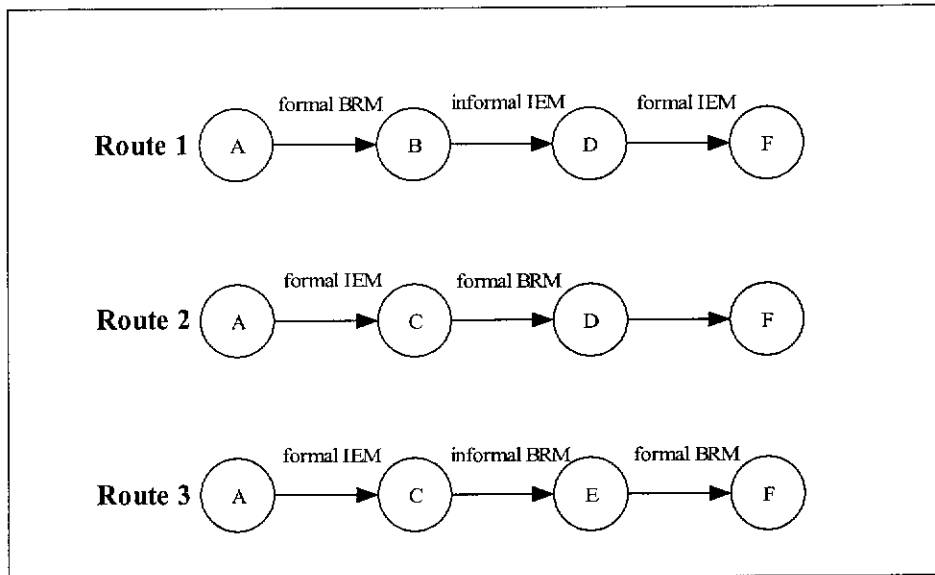 formal BRM informal IEM formal IEM
Route 1 A B D F
formal IEM formal BRM
Route 2 A C D F
formal IEM informal BRM formal BRM
Route 3 A C E F